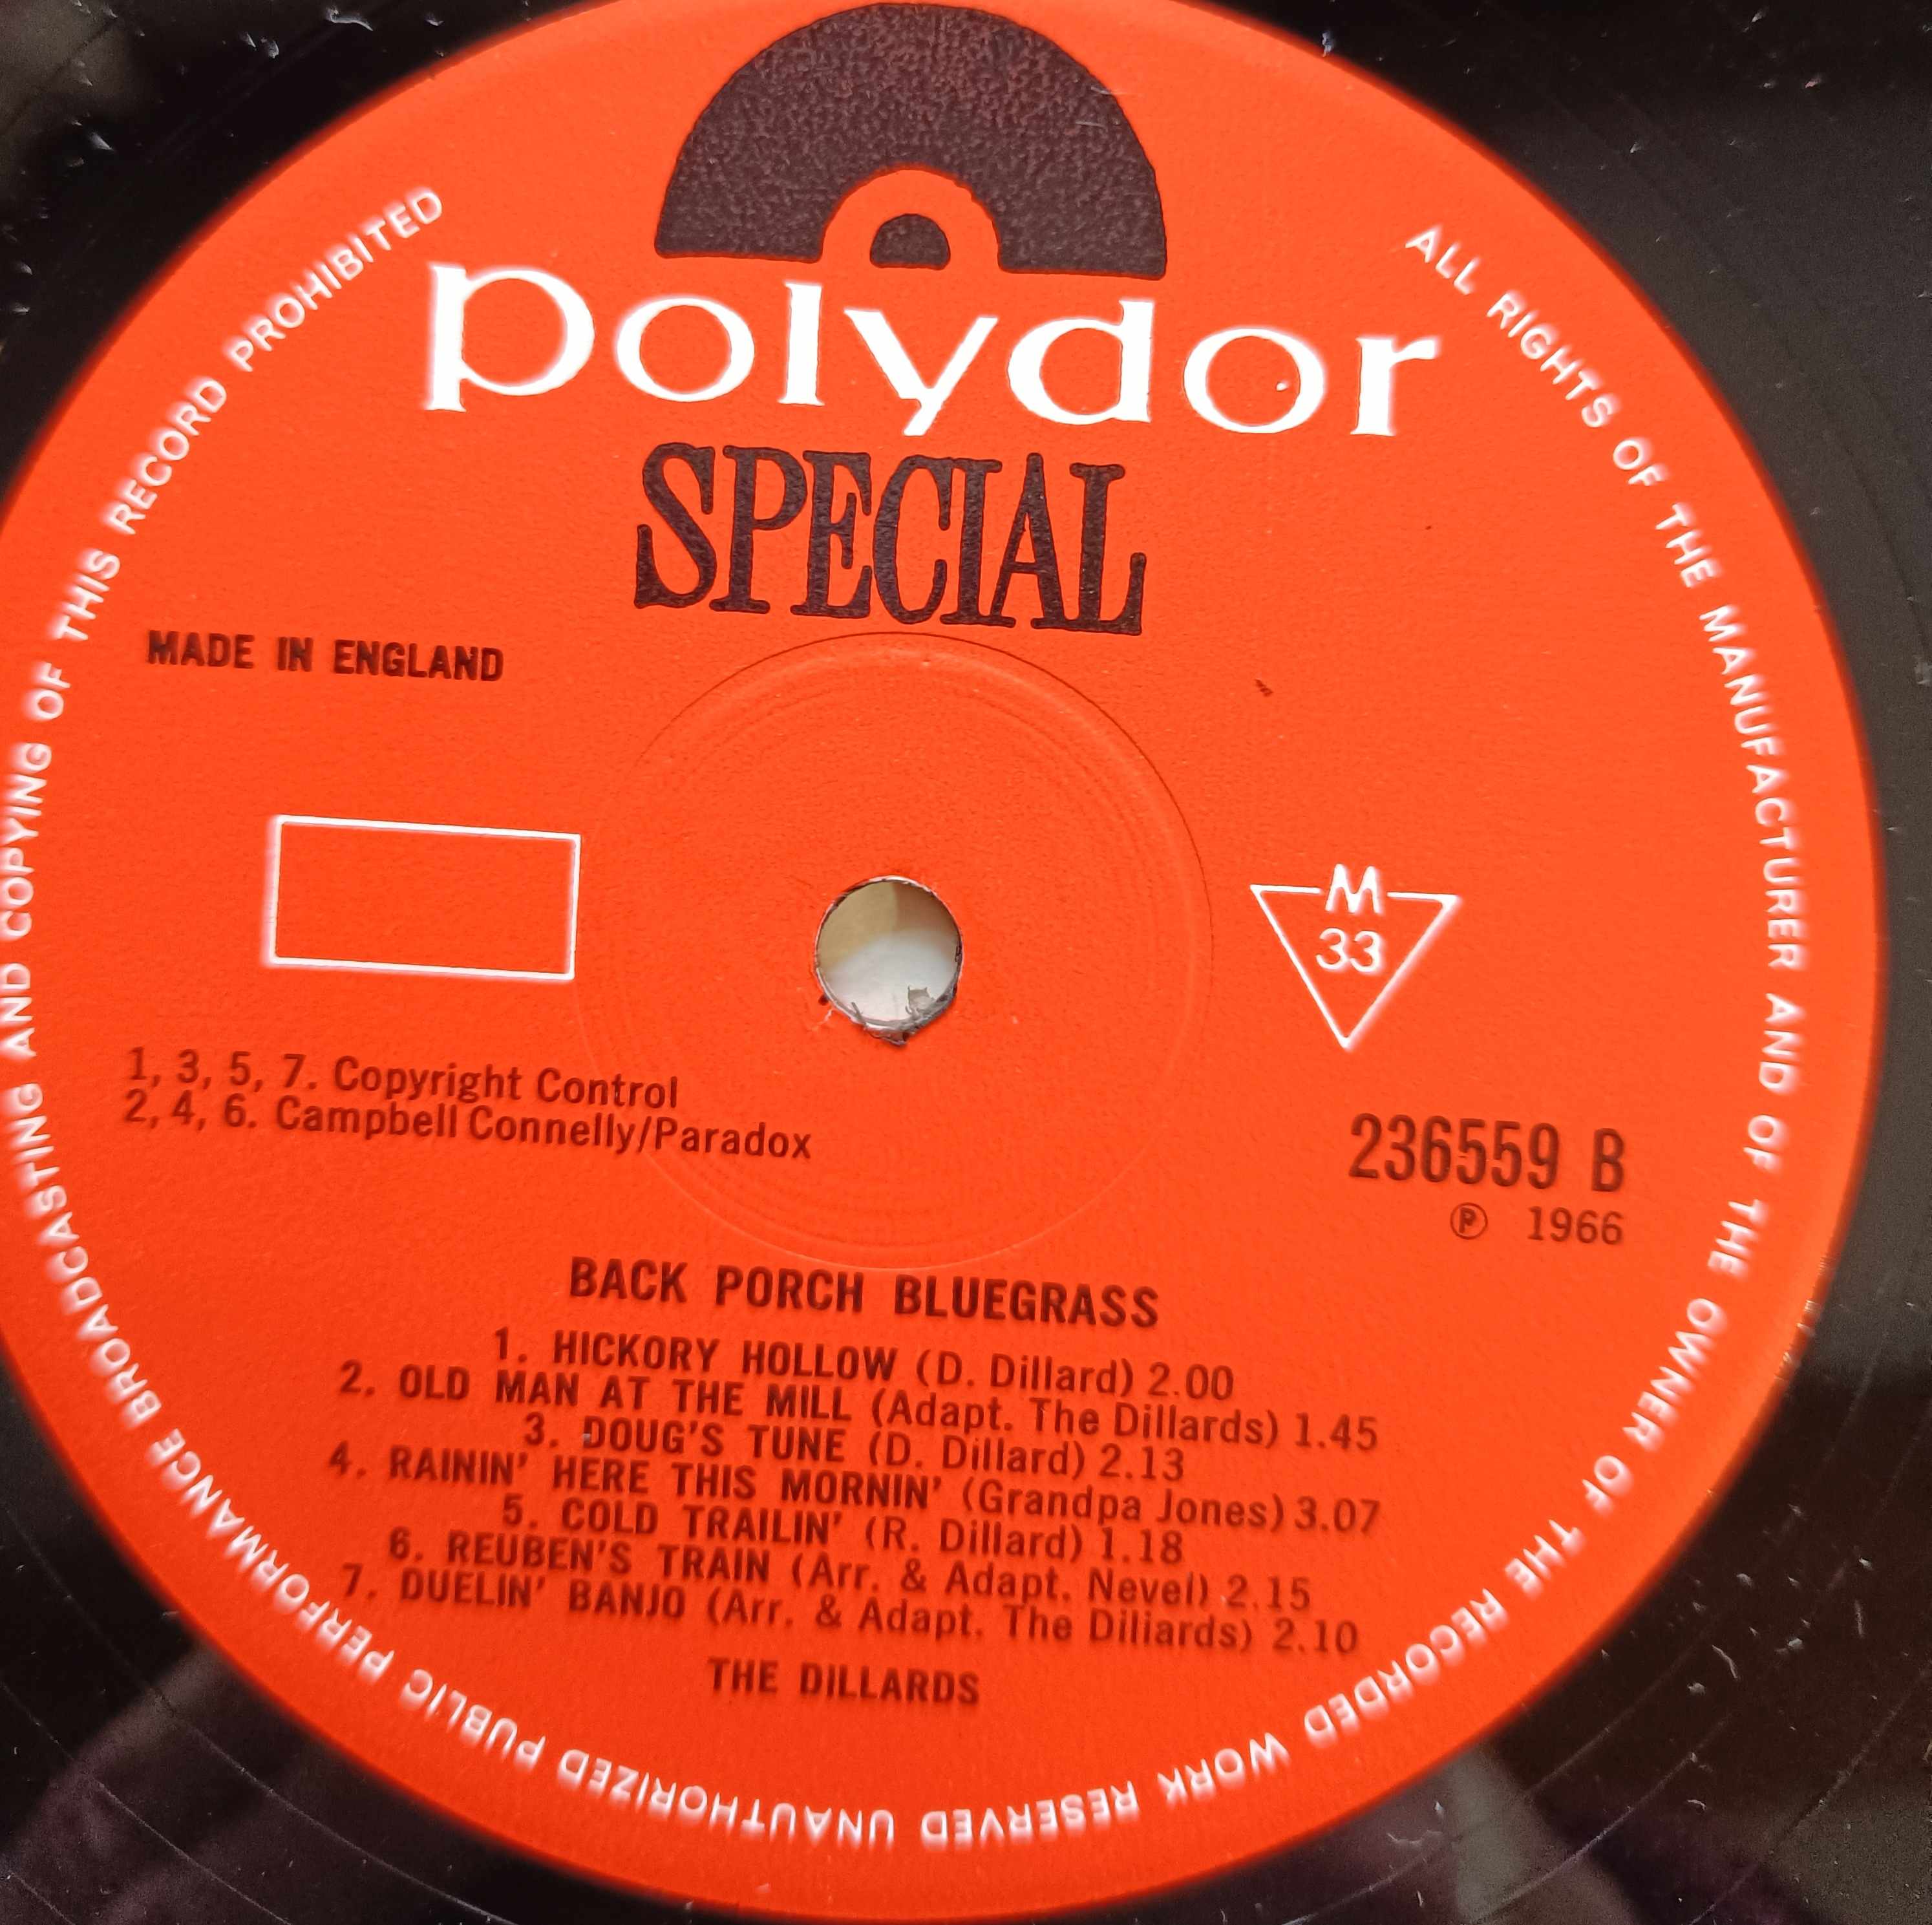 polydor
SPECIAL
ALL RIGHTS OF THE MANUFACTURER AND OF THE OWNER OF THE RECORDED WORK RESERVED UNAUTHORIZED PUBLIC PERFORMANCE BROADCASTING AND COPYING OF THIS RECORD PROHIBITED
MADE IN ENGLAND
M
33
1, 3, 5, 7. Copyright Control
2, 4, 6. Campbell Connelly/Paradox
236559 B
℗ 1966
BACK PORCH BLUEGRASS
1. HICKORY HOLLOW (D. Dillard) 2.00
2. OLD MAN AT THE MILL (Adapt. The Dillards) 1.45
3. DOUG'S TUNE (D. Dillard) 2.13
4. RAININ' HERE THIS MORNIN' (Grandpa Jones) 3.07
5. COLD TRAILIN' (R. Dillard) 1.18
6. REUBEN'S TRAIN (Arr. & Adapt. Nevel) 2.15
7. DUELIN' BANJO (Arr. & Adapt. The Dillards) 2.10
THE DILLARDS